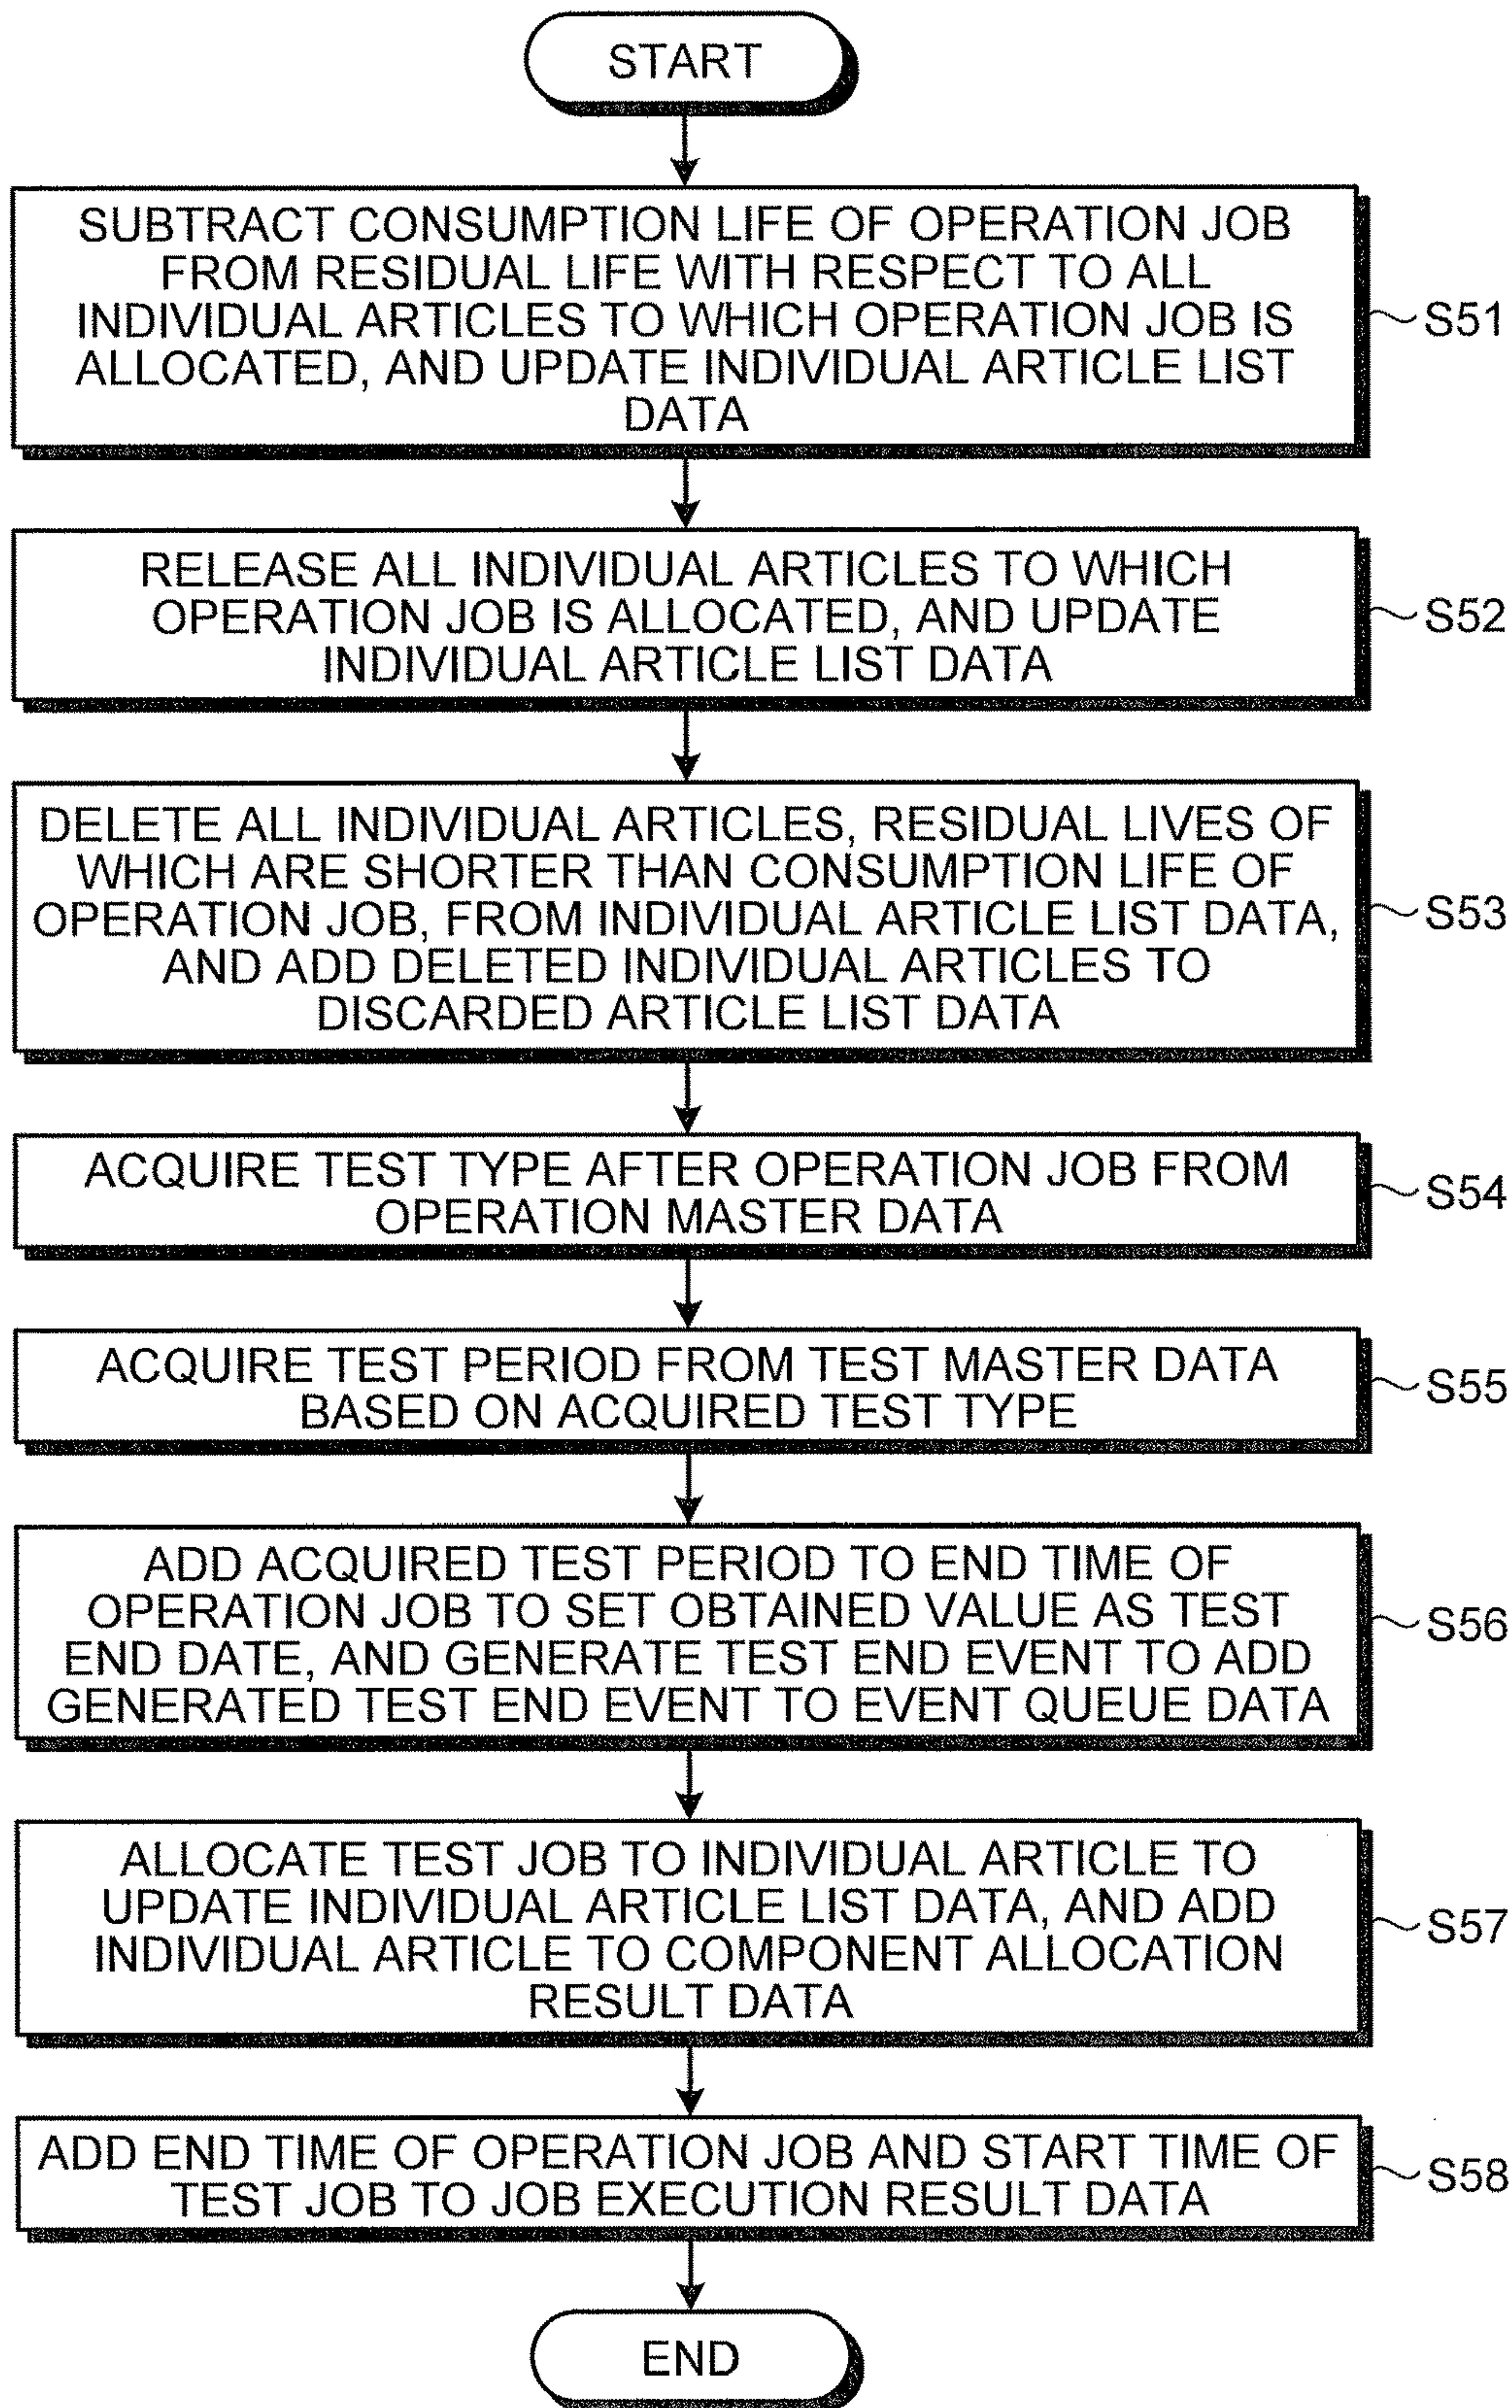 START
SUBTRACT CONSUMPTION LIFE OF OPERATION JOB
FROM RESIDUAL LIFE WITH RESPECT TO ALL
INDIVIDUAL ARTICLES TO WHICH OPERATION JOB IS
ALLOCATED, AND UPDATE INDIVIDUAL ARTICLE LIST
DATA
S51
RELEASE ALL INDIVIDUAL ARTICLES TO WHICH
OPERATION JOB IS ALLOCATED, AND UPDATE
INDIVIDUAL ARTICLE LIST DATA
S52
DELETE ALL INDIVIDUAL ARTICLES, RESIDUAL LIVES OF
WHICH ARE SHORTER THAN CONSUMPTION LIFE OF
OPERATION JOB, FROM INDIVIDUAL ARTICLE LIST DATA,
AND ADD DELETED INDIVIDUAL ARTICLES TO
DISCARDED ARTICLE LIST DATA
S53
ACQUIRE TEST TYPE AFTER OPERATION JOB FROM
OPERATION MASTER DATA
S54
ACQUIRE TEST PERIOD FROM TEST MASTER DATA
BASED ON ACQUIRED TEST TYPE
S55
ADD ACQUIRED TEST PERIOD TO END TIME OF
OPERATION JOB TO SET OBTAINED VALUE AS TEST
END DATE, AND GENERATE TEST END EVENT TO ADD
GENERATED TEST END EVENT TO EVENT QUEUE DATA
S56
ALLOCATE TEST JOB TO INDIVIDUAL ARTICLE TO
UPDATE INDIVIDUAL ARTICLE LIST DATA, AND ADD
INDIVIDUAL ARTICLE TO COMPONENT ALLOCATION
RESULT DATA
S57
ADD END TIME OF OPERATION JOB AND START TIME OF
TEST JOB TO JOB EXECUTION RESULT DATA
S58
END